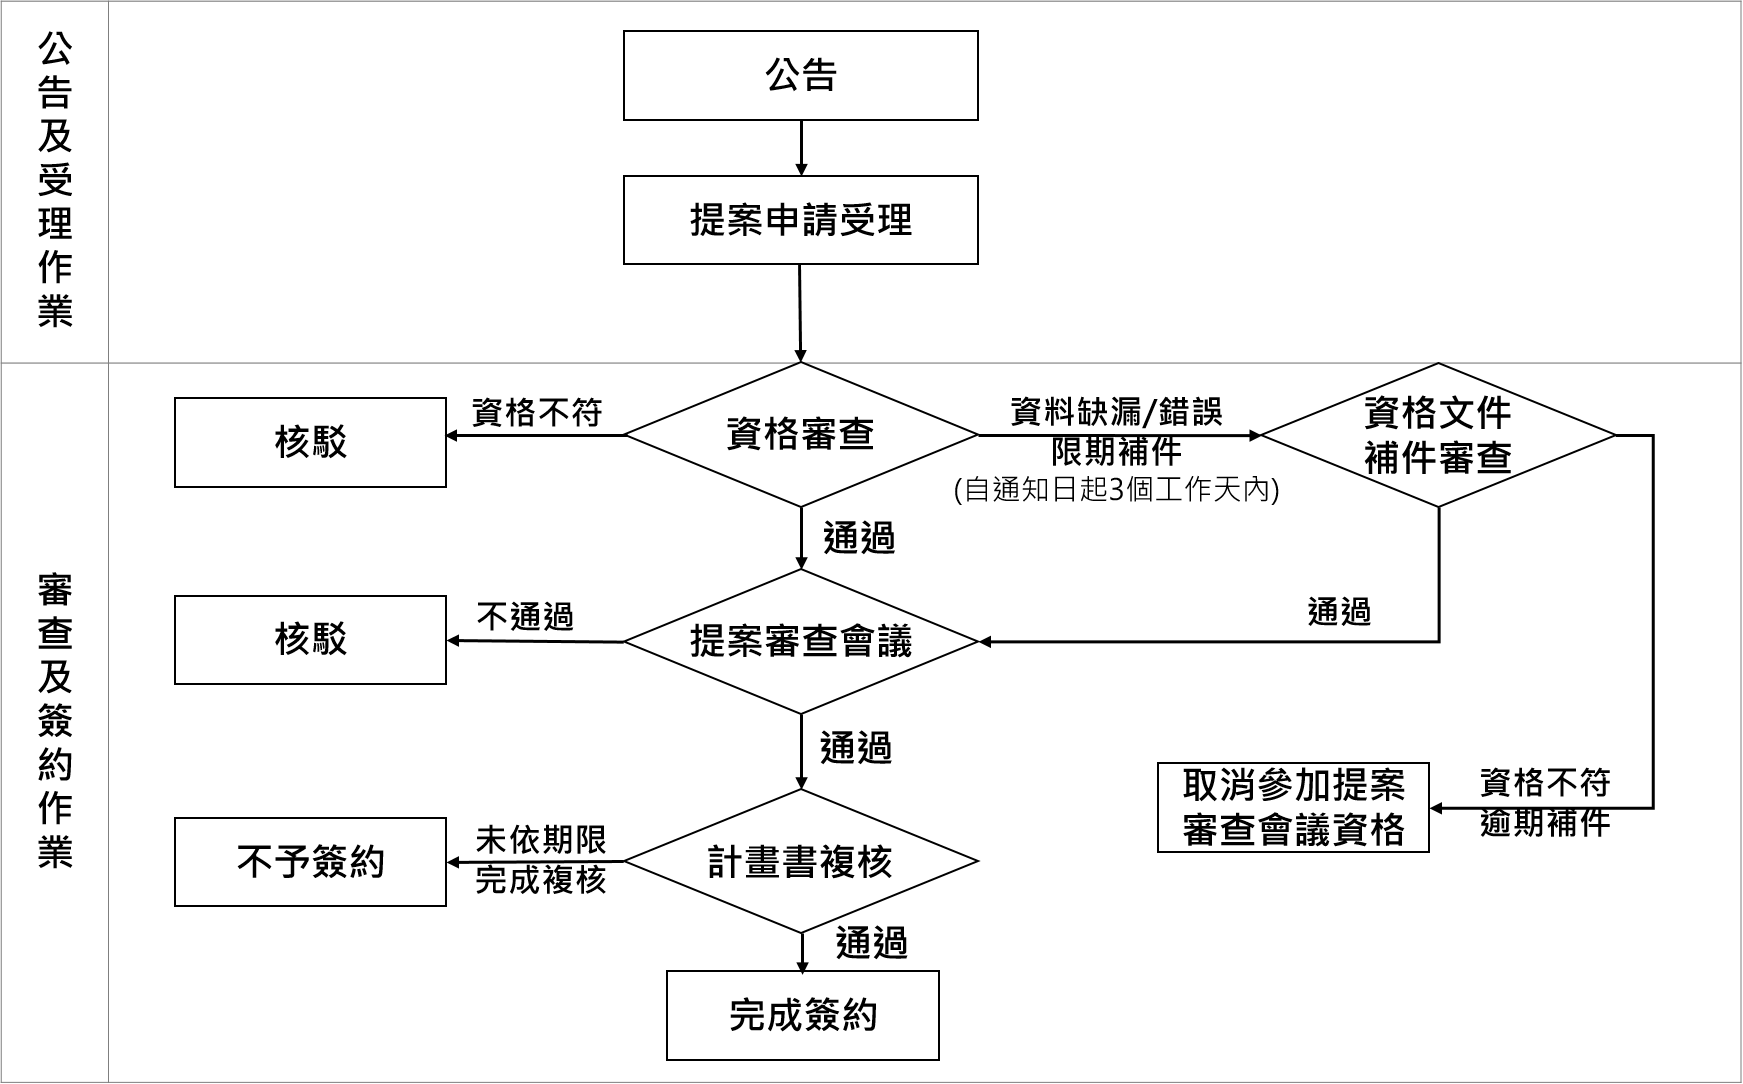 公告及受理作業
公告
提案申請受理
審查及簽約作業
資格審查
資格不符
核駁
資料缺漏/錯誤
限期補件
(自通知日起3個工作天內)
資格文件
補件審查
通過
通過
提案審查會議
不通過
核駁
通過
資格不符
逾期補件
取消參加提案
審查會議資格
計畫書複核
未依期限
完成複核
不予簽約
通過
完成簽約